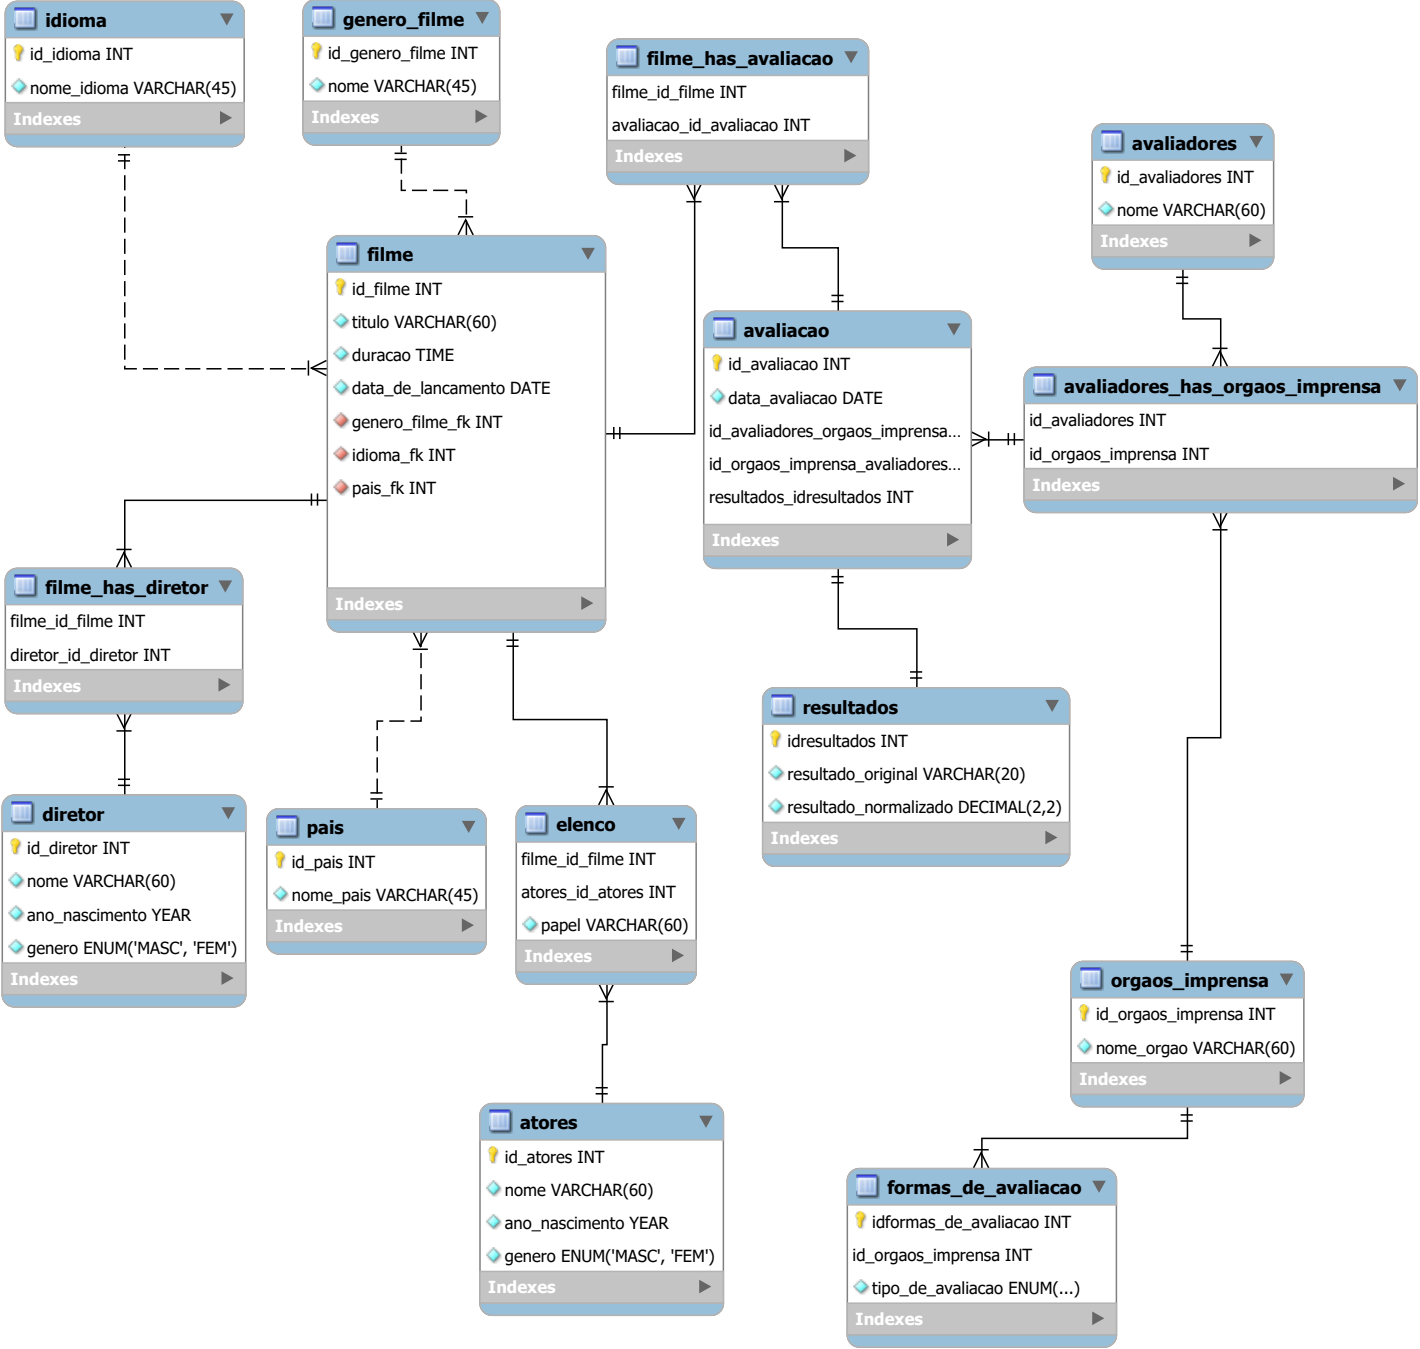 idioma
id_idioma INT
nome_idioma VARCHAR(45)
Indexes
genero_filme
id_genero_filme INT
nome VARCHAR(45)
Indexes
filme_has_avaliacao
filme_id_filme INT
avaliacao_id_avaliacao INT
Indexes
avaliadores
id_avaliadores INT
nome VARCHAR(60)
Indexes
filme
id_filme INT
titulo VARCHAR(60)
duracao TIME
data_de_lancamento DATE
genero_filme_fk INT
idioma_fk INT
pais_fk INT
Indexes
avaliacao
id_avaliacao INT
data_avaliacao DATE
id_avaliadores_orgaos_imprensa...
id_orgaos_imprensa_avaliadores...
resultados_idresultados INT
Indexes
avaliadores_has_orgaos_imprensa
id_avaliadores INT
id_orgaos_imprensa INT
Indexes
filme_has_diretor
filme_id_filme INT
diretor_id_diretor INT
Indexes
resultados
idresultados INT
resultado_original VARCHAR(20)
resultado_normalizado DECIMAL(2,2)
Indexes
diretor
id_diretor INT
nome VARCHAR(60)
ano_nascimento YEAR
genero ENUM('MASC', 'FEM')
Indexes
pais
id_pais INT
nome_pais VARCHAR(45)
Indexes
elenco
filme_id_filme INT
atores_id_atores INT
papel VARCHAR(60)
Indexes
orgaos_imprensa
id_orgaos_imprensa INT
nome_orgao VARCHAR(60)
Indexes
atores
id_atores INT
nome VARCHAR(60)
ano_nascimento YEAR
genero ENUM('MASC', 'FEM')
Indexes
formas_de_avaliacao
idformas_de_avaliacao INT
id_orgaos_imprensa INT
tipo_de_avaliacao ENUM(...)
Indexes